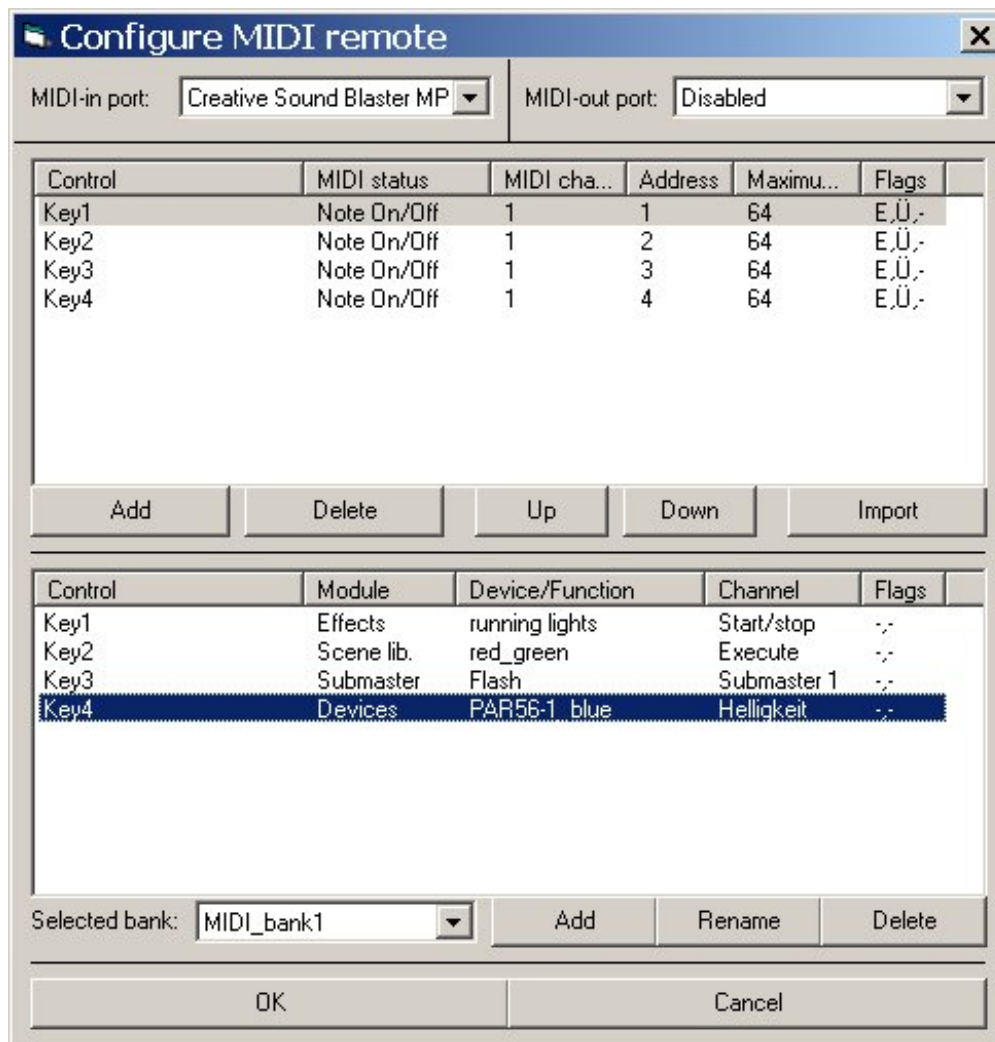 Configure MIDI remote
MIDI-in port: Creative Sound Blaster MP MIDI-out port: Disabled
Control MIDI status MIDI cha... Address Maximu... Flags
Key1 Note On/Off 1 1 64 E,Ü,-
Key2 Note On/Off 1 2 64 E,Ü,-
Key3 Note On/Off 1 3 64 E,Ü,-
Key4 Note On/Off 1 4 64 E,Ü,-
Add Delete Up Down Import
Control Module Device/Function Channel Flags
Key1 Effects running lights Start/stop -,-
Key2 Scene lib. red_green Execute -,-
Key3 Submaster Flash Submaster 1 -,-
Key4 Devices PAR56-1 blue Helligkeit -,-
Selected bank: MIDI_bank1 Add Rename Delete
OK Cancel